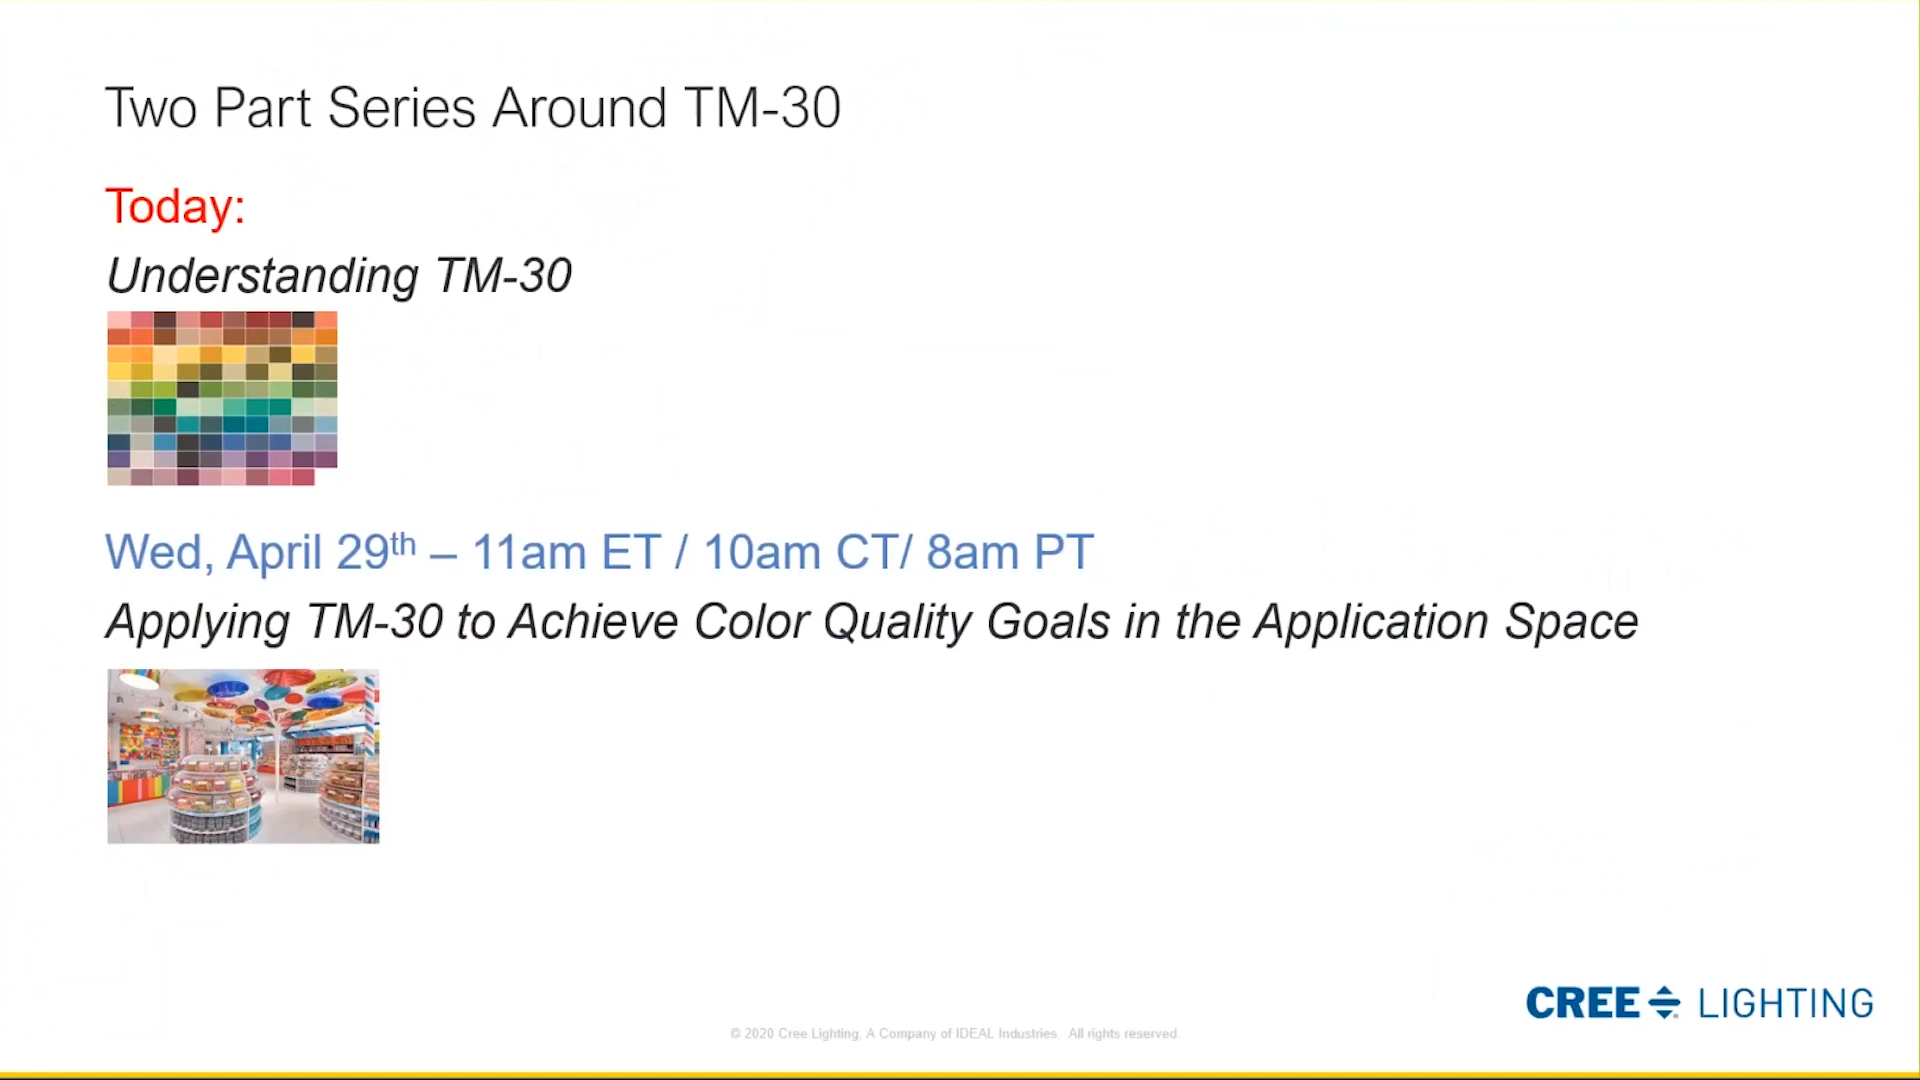 Two Part Series Around TM-30
Today:
Understanding TM-30
Wed, April 29th – 11am ET / 10am CT/ 8am PT
Applying TM-30 to Achieve Color Quality Goals in the Application Space
CREE LIGHTING
© 2020 Cree Lighting, A Company of IDEAL Industries. All rights reserved.